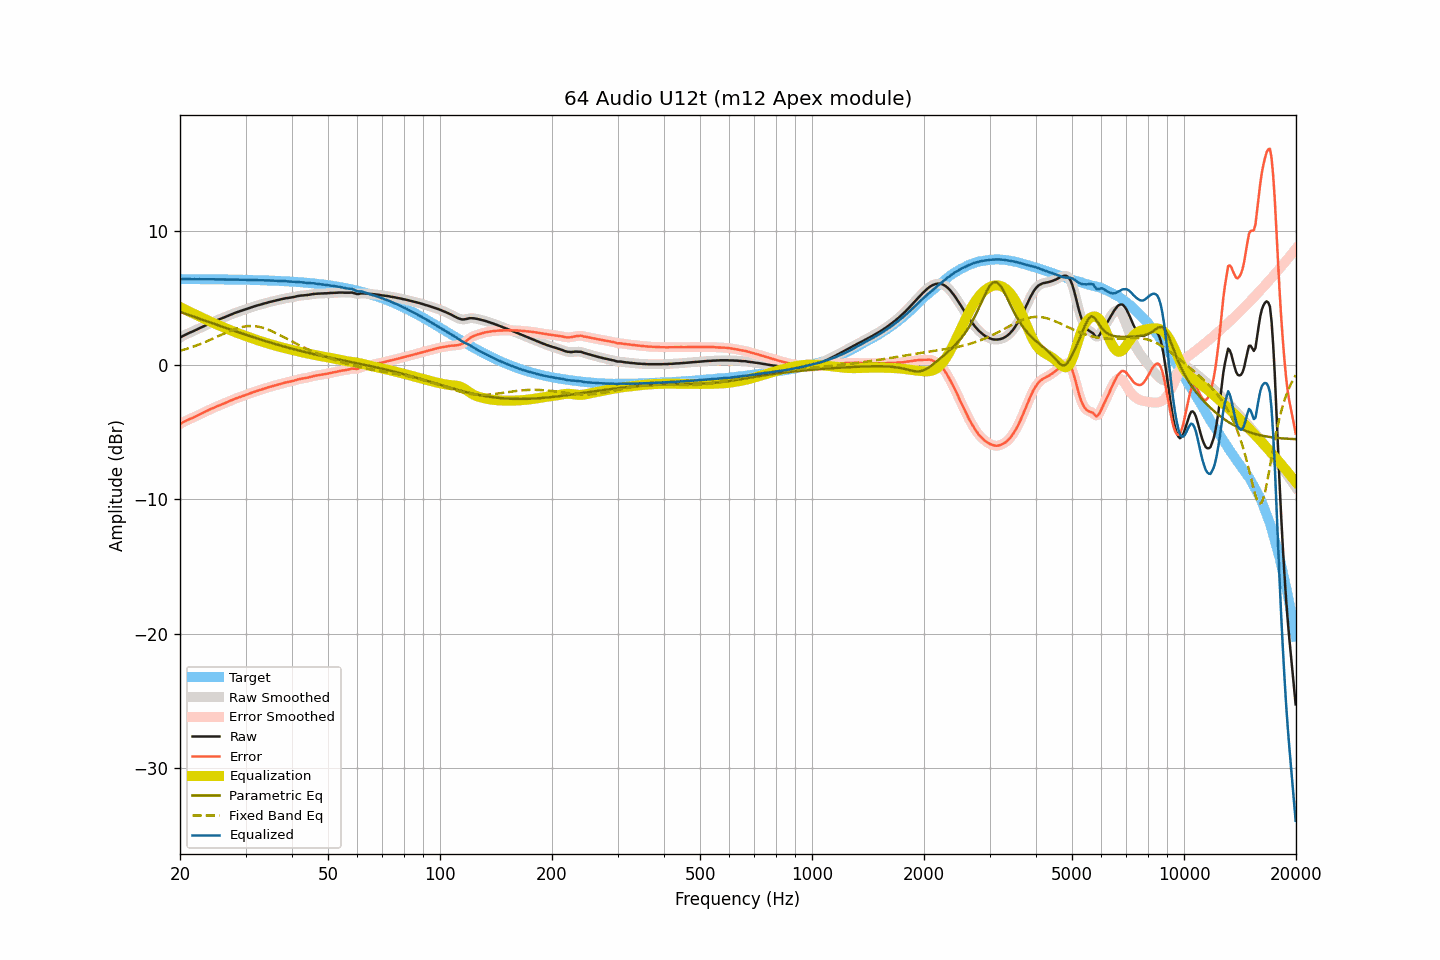 64 Audio U12t (m12 Apex module)
10
0
−10
−20
−30
Amplitude (dBr)
Target
Raw Smoothed
Error Smoothed
Raw
Error
Equalization
Parametric Eq
Fixed Band Eq
Equalized
20 50 100 200 500 1000 2000 5000 10000 20000
Frequency (Hz)